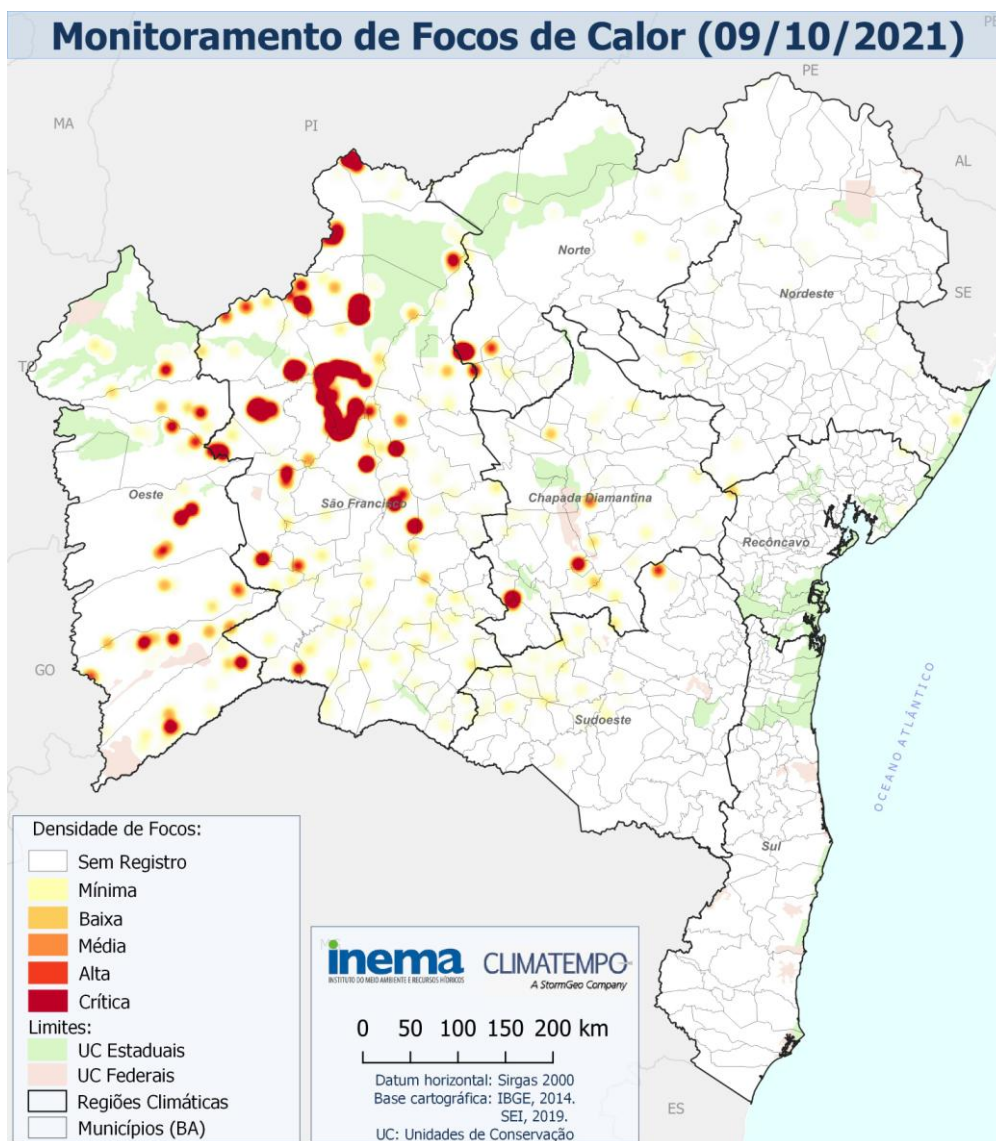 Monitoramento de Focos de Calor (09/10/2021)
PE
PE
MA
PI
AL
Norte
Nordeste
SE
TO
Oeste
São Francisco
Chapada Diamantina
Recôncavo
GO
Sudoeste
OCEANO ATLÂNTICO
Sul
ES
Densidade de Focos:
Sem Registro
Mínima
Baixa
Média
Alta
Crítica
Limites:
UC Estaduais
UC Federais
Regiões Climáticas
Municípios (BA)
inema
INSTITUTO DO MEIO AMBIENTE E RECURSOS HÍDRICOS
CLIMATEMPO
A StormGeo Company
0 50 100 150 200 km
Datum horizontal: Sirgas 2000
Base cartográfica: IBGE, 2014.
SEI, 2019.
UC: Unidades de Conservação